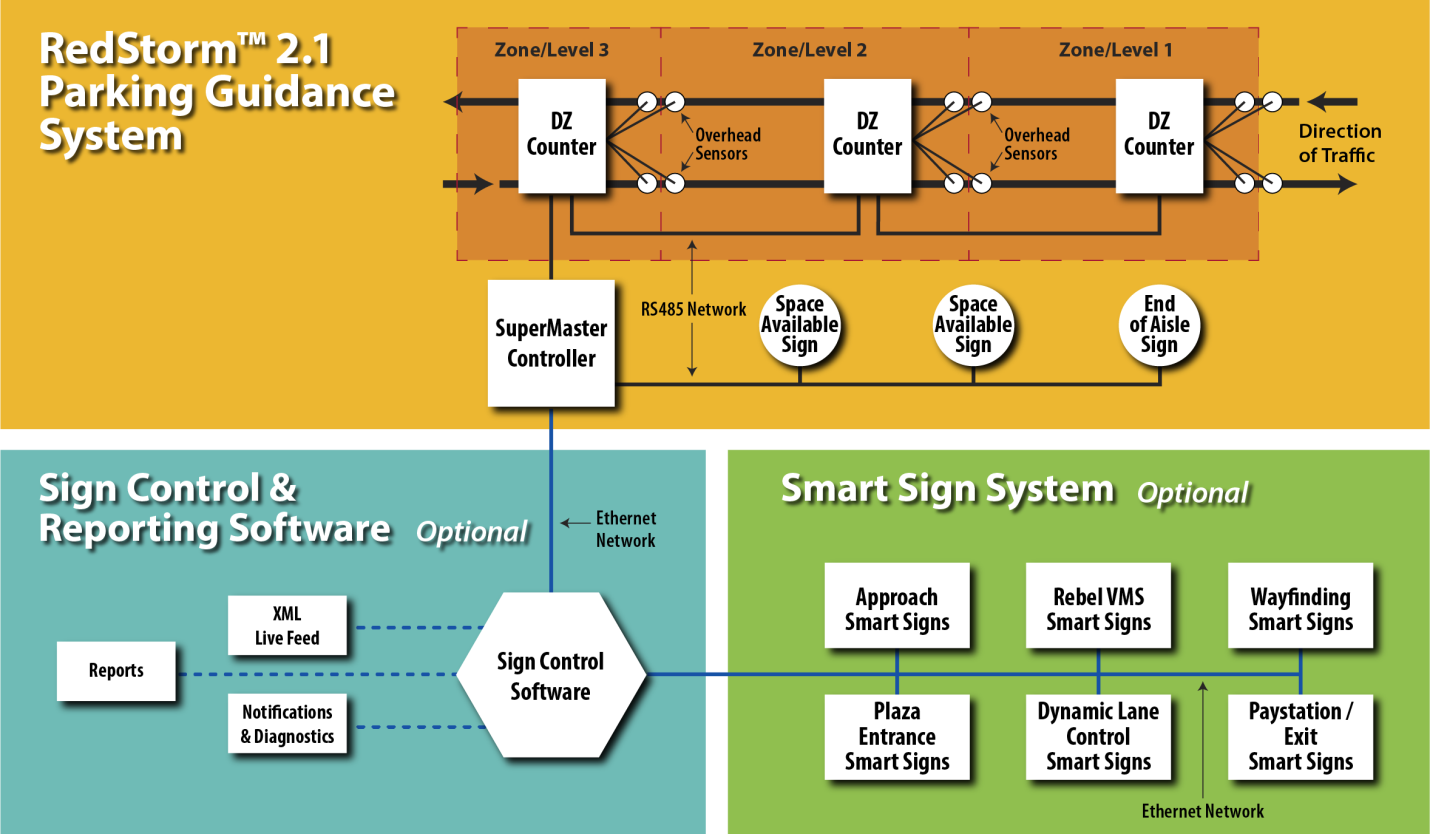 RedStorm™ 2.1
Parking Guidance
System
Zone/Level 3
Zone/Level 2
Zone/Level 1
DZ
Counter
Overhead
Sensors
DZ
Counter
Overhead
Sensors
DZ
Counter
Direction
of Traffic
SuperMaster
Controller
RS485 Network
Space
Available
Sign
Space
Available
Sign
End
of Aisle
Sign
Sign Control &
Reporting Software Optional
Ethernet
Network
XML
Live Feed
Reports
Notifications
& Diagnostics
Sign Control
Software
Smart Sign System Optional
Approach
Smart Signs
Rebel VMS
Smart Signs
Wayfinding
Smart Signs
Plaza
Entrance
Smart Signs
Dynamic Lane
Control
Smart Signs
Paystation /
Exit
Smart Signs
Ethernet Network